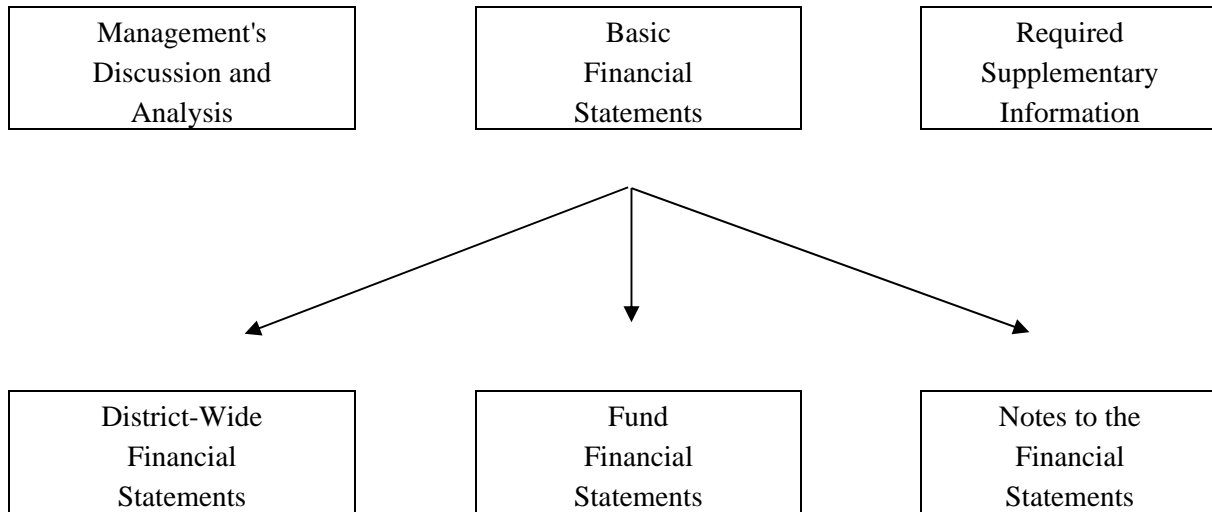 Management's
Discussion and
Analysis
Basic
Financial
Statements
Required
Supplementary
Information
District-Wide
Financial
Statements
Fund
Financial
Statements
Notes to the
Financial
Statements